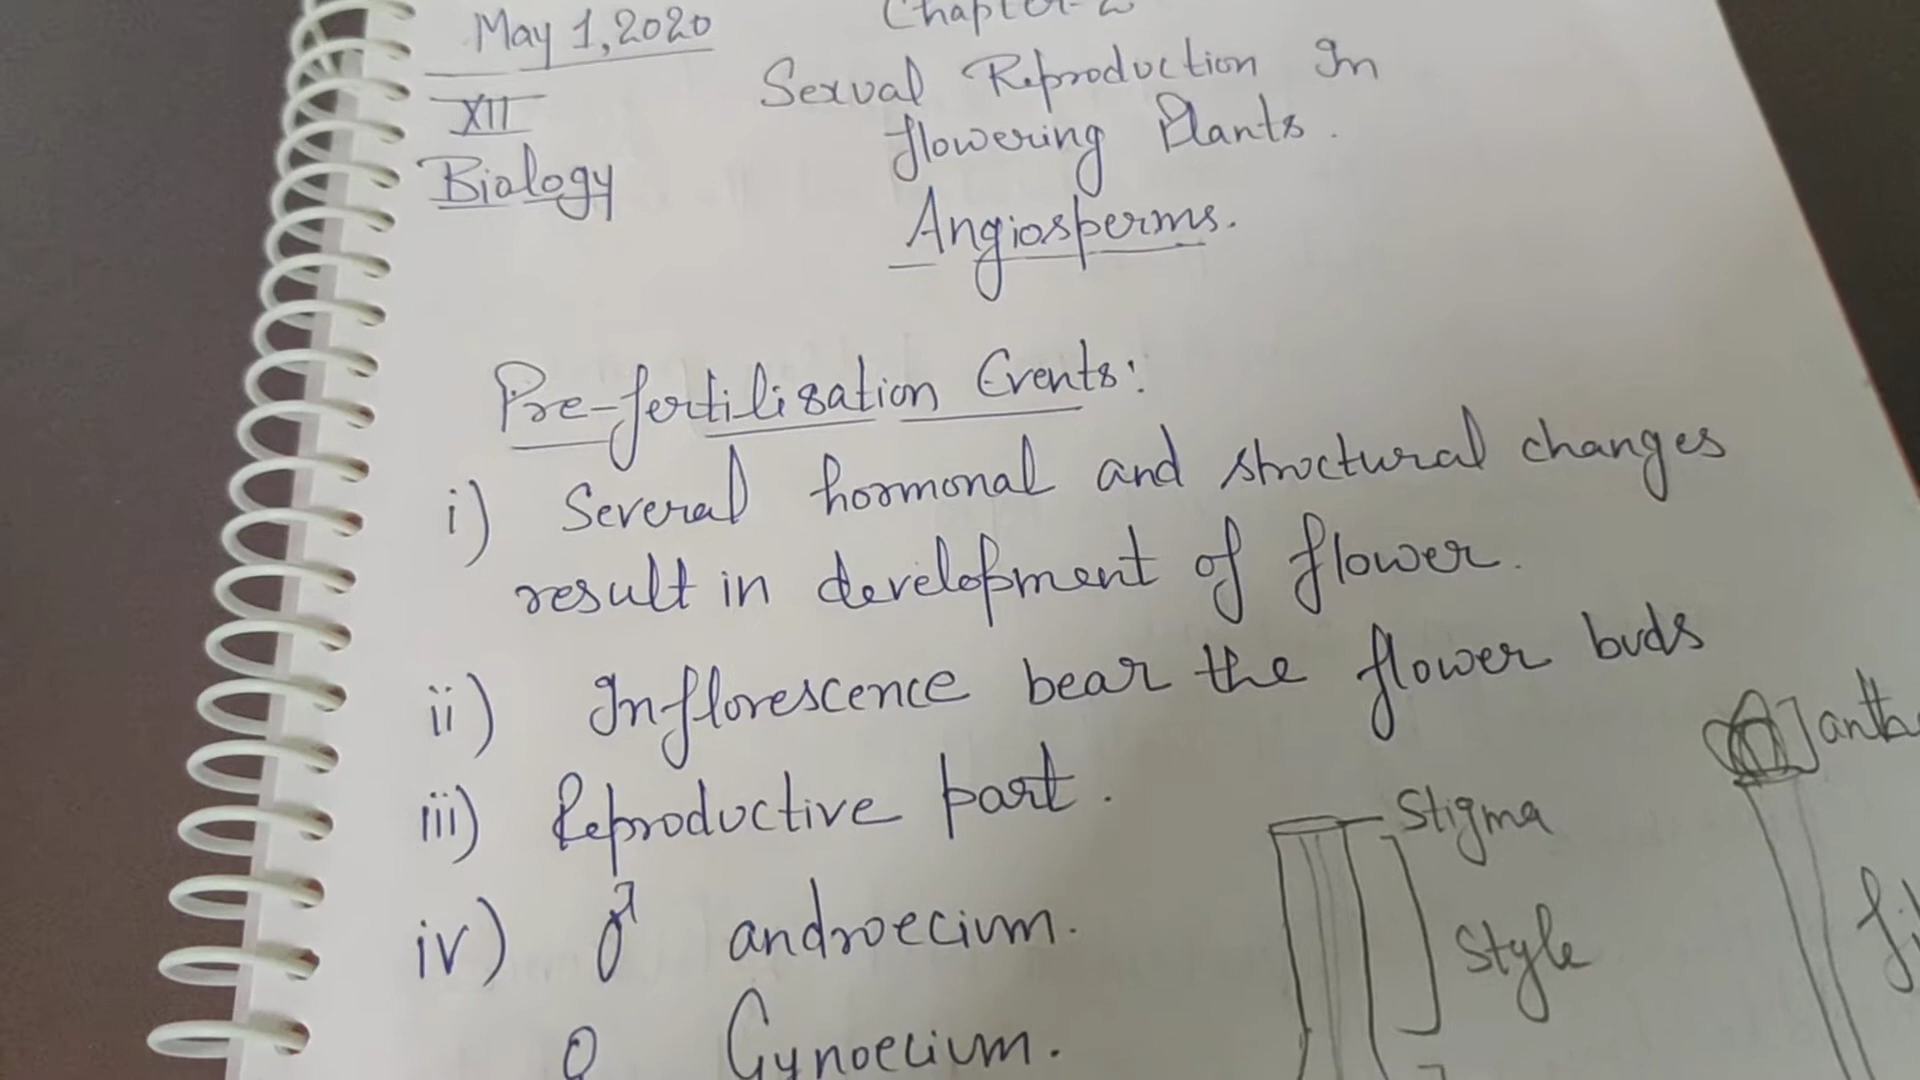 May 1, 2020
XII
Biology
Chapter-2
Sexual Reproduction In
flowering Plants.
Angiosperms.
Pre-fertilisation Events:
i) Several hormonal and structural changes
result in development of flower.
ii) Inflorescence bear the flower buds
iii) Reproductive part.
iv) ♂ androecium.
Gynoecium.
Stigma
Style